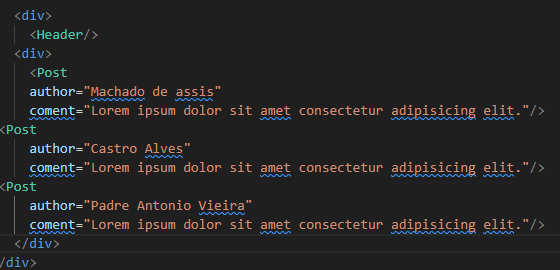 <div>
<Header/>
<div>
<Post
author="Machado de assis"
coment="Lorem ipsum dolor sit amet consectetur adipisicing elit."/>
<Post
author="Castro Alves"
coment="Lorem ipsum dolor sit amet consectetur adipisicing elit."/>
<Post
author="Padre Antonio Vieira"
coment="Lorem ipsum dolor sit amet consectetur adipisicing elit."/>
</div>
/div>